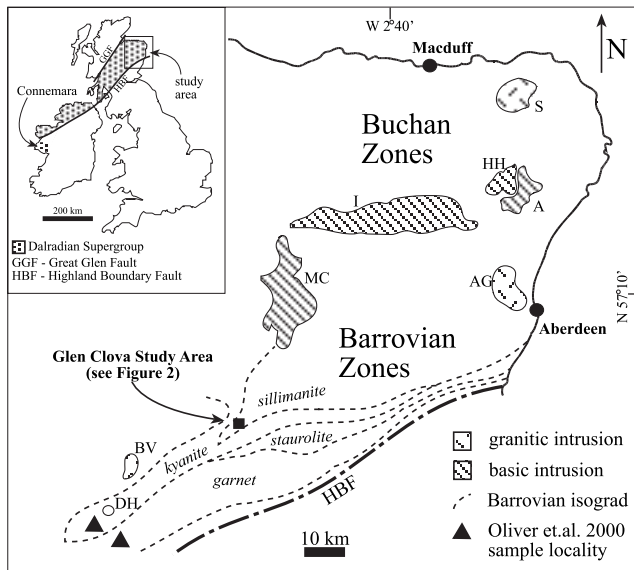 W 2°40'
Macduff
N
GGF
HBF
study
area
Connemara
200 km
Dalradian Supergroup
GGF - Great Glen Fault
HBF - Highland Boundary Fault
S
Buchan
Zones
HH
A
I
MC
AG
N 57°10'
Aberdeen
Barrovian
Zones
Glen Clova Study Area
(see Figure 2)
sillimanite
kyanite
staurolite
garnet
BV
DH
HBF
10 km
granitic intrusion
basic intrusion
Barrovian isograd
Oliver et.al. 2000
sample locality